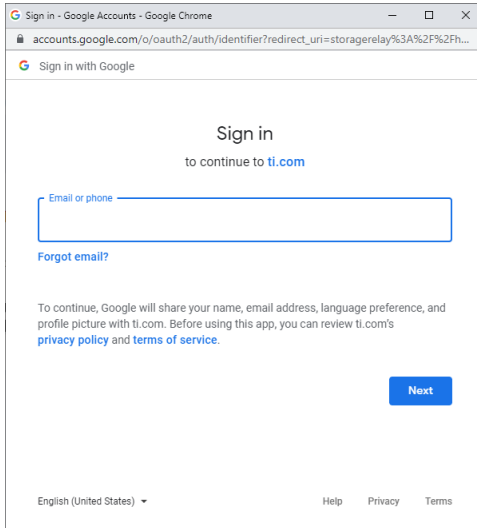 Sign in - Google Accounts - Google Chrome
accounts.google.com/o/oauth2/auth/identifier?redirect_uri=storagerelay%3A%2F%2Fh...
Sign in with Google
Sign in
to continue to ti.com
Email or phone
Forgot email?
To continue, Google will share your name, email address, language preference, and
profile picture with ti.com. Before using this app, you can review ti.com's
privacy policy and terms of service.
Next
English (United States) Help Privacy Terms